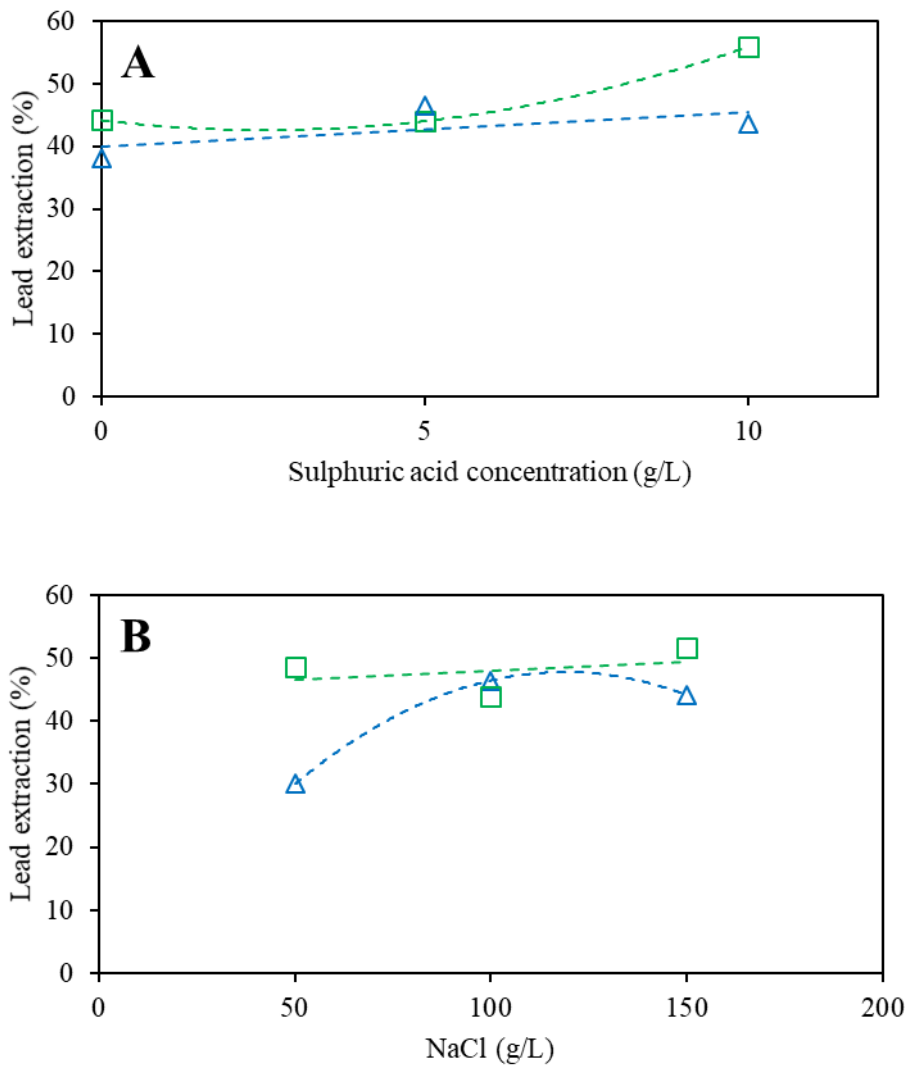 A
Lead extraction (%)
60
50
40
30
20
10
0
0 5 10
Sulphuric acid concentration (g/L)
B
Lead extraction (%)
60
50
40
30
20
10
0
0 50 100 150 200
NaCl (g/L)